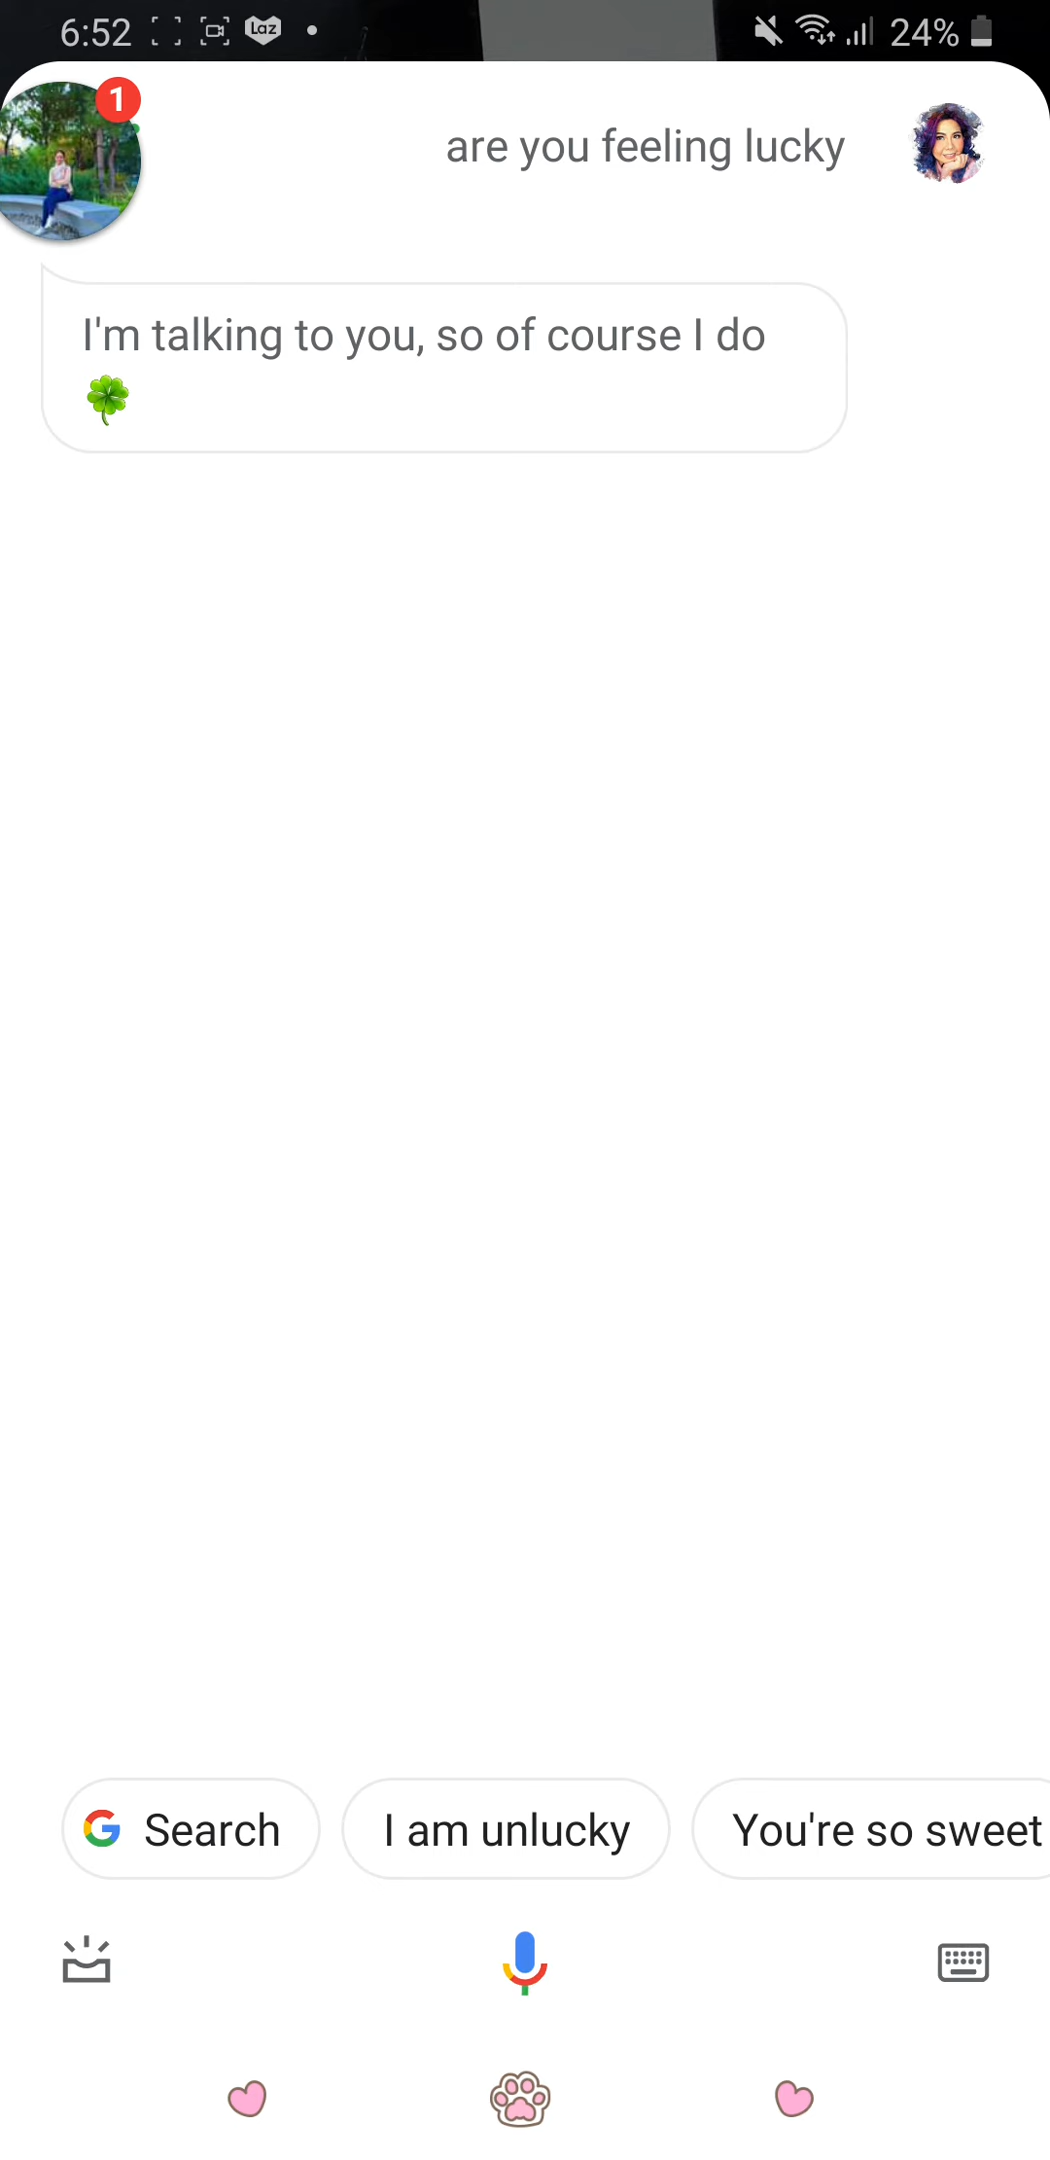 6:52
Laz
24%
1
are you feeling lucky
I'm talking to you, so of course I do
🍀
Search
I am unlucky
You're so sweet